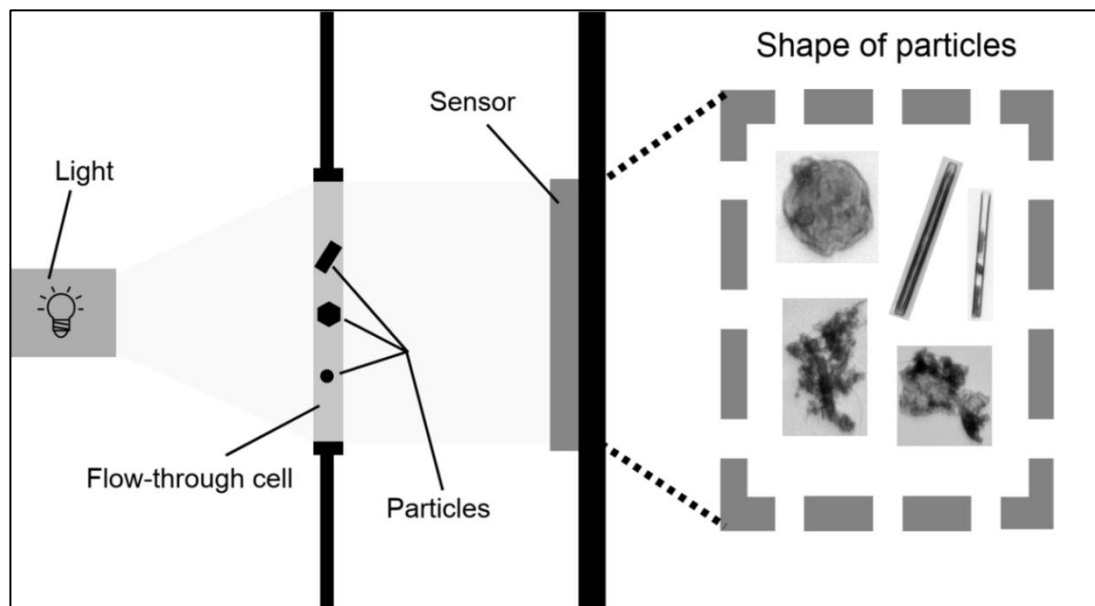 Shape of particles
Sensor
Light
Flow-through cell
Particles